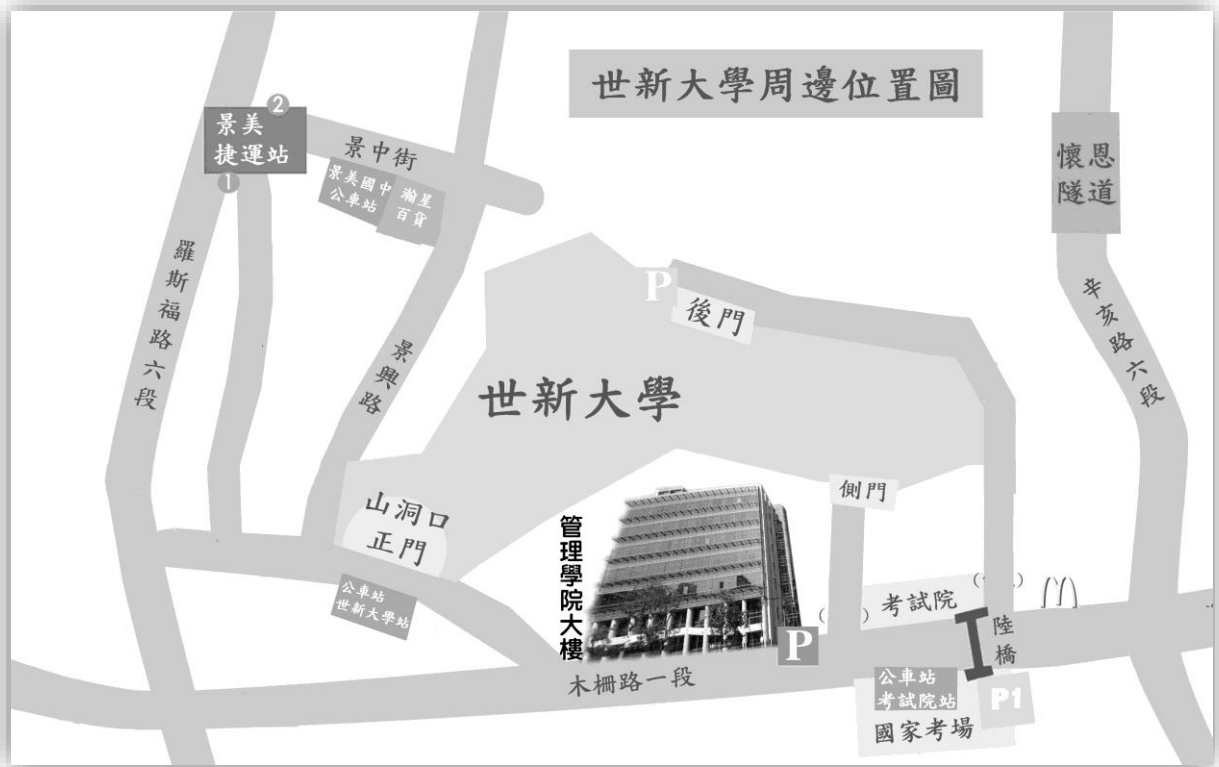 世新大學周邊位置圖
2
景美
捷運站
1
景中街
景美國中
公車站
瀚星
百貨
懷恩
隧道
羅斯福路六段
景興路
辛亥路六段
P
後門
世新大學
山洞口
正門
側門
管理學院大樓
公車站
世新大學站
考試院
P
陸橋
木柵路一段
公車站
考試院站
P1
國家考場